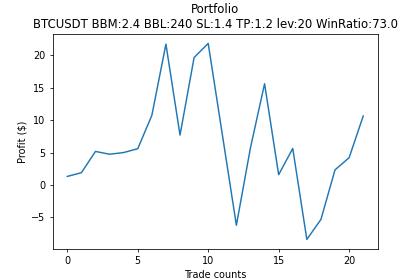 Portfolio
BTCUSDT BBM:2.4 BBL:240 SL:1.4 TP:1.2 lev:20 WinRatio:73.0
Profit ($)
20
15
10
5
0
−5
0
5
10
15
20
Trade counts